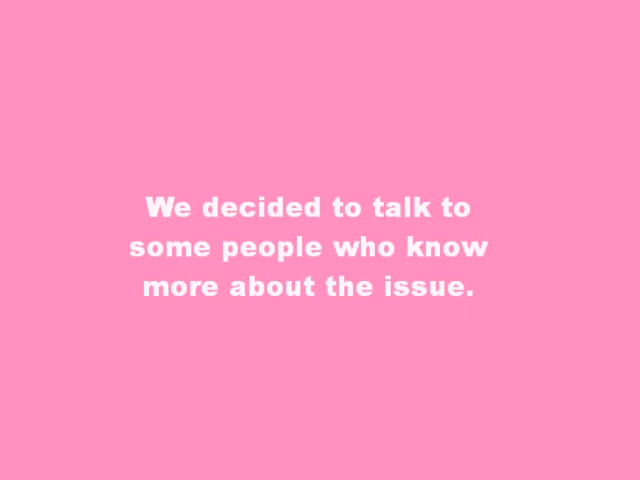 We decided to talk to
some people who know
more about the issue.